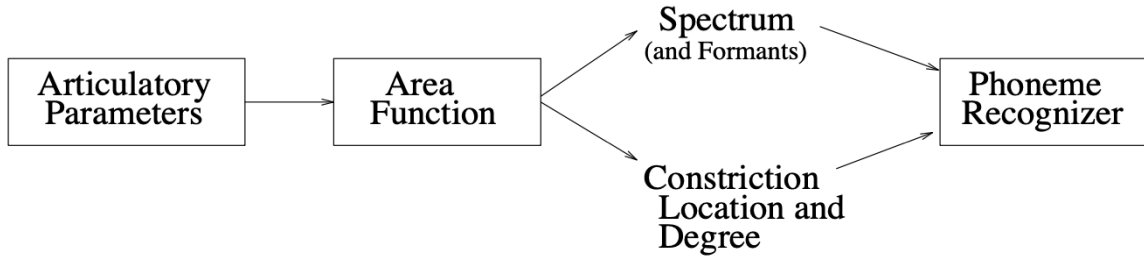 Articulatory
Parameters
Area
Function
Spectrum
(and Formants)
Constriction
Location and
Degree
Phoneme
Recognizer